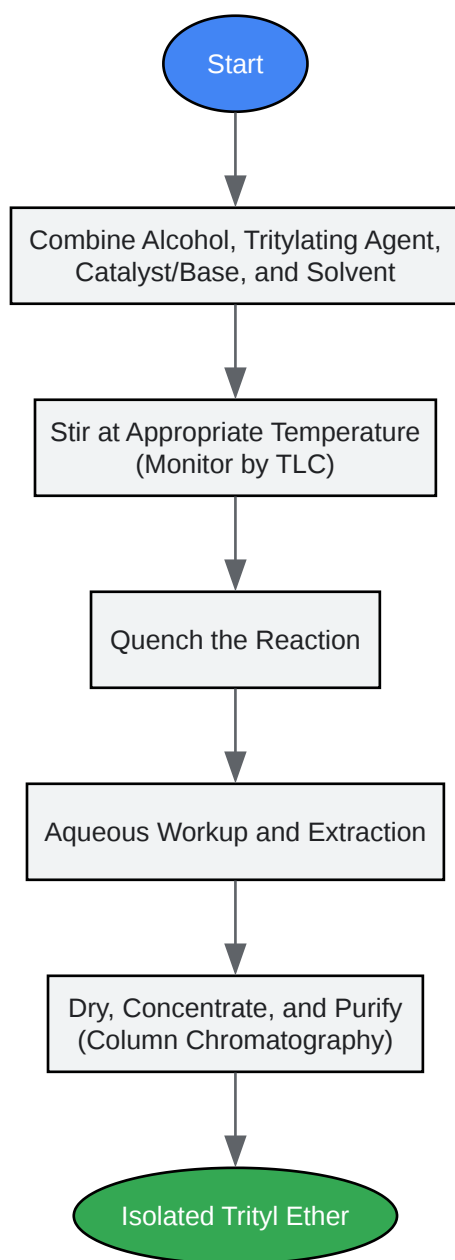 Start
Combine Alcohol, Tritylating Agent,
Catalyst/Base, and Solvent
Stir at Appropriate Temperature
(Monitor by TLC)
Quench the Reaction
Aqueous Workup and Extraction
Dry, Concentrate, and Purify
(Column Chromatography)
Isolated Trityl Ether